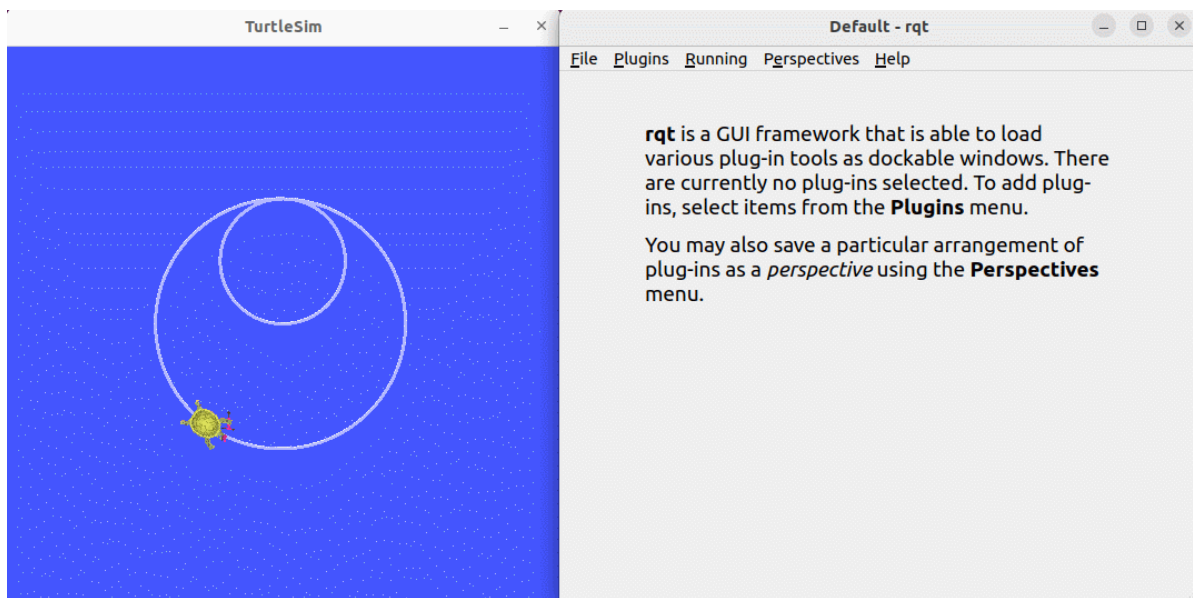 TurtleSim
Default - rqt
File Plugins Running Perspectives Help
rqt is a GUI framework that is able to load
various plug-in tools as dockable windows. There
are currently no plug-ins selected. To add plug-
ins, select items from the Plugins menu.
You may also save a particular arrangement of
plug-ins as a perspective using the Perspectives
menu.